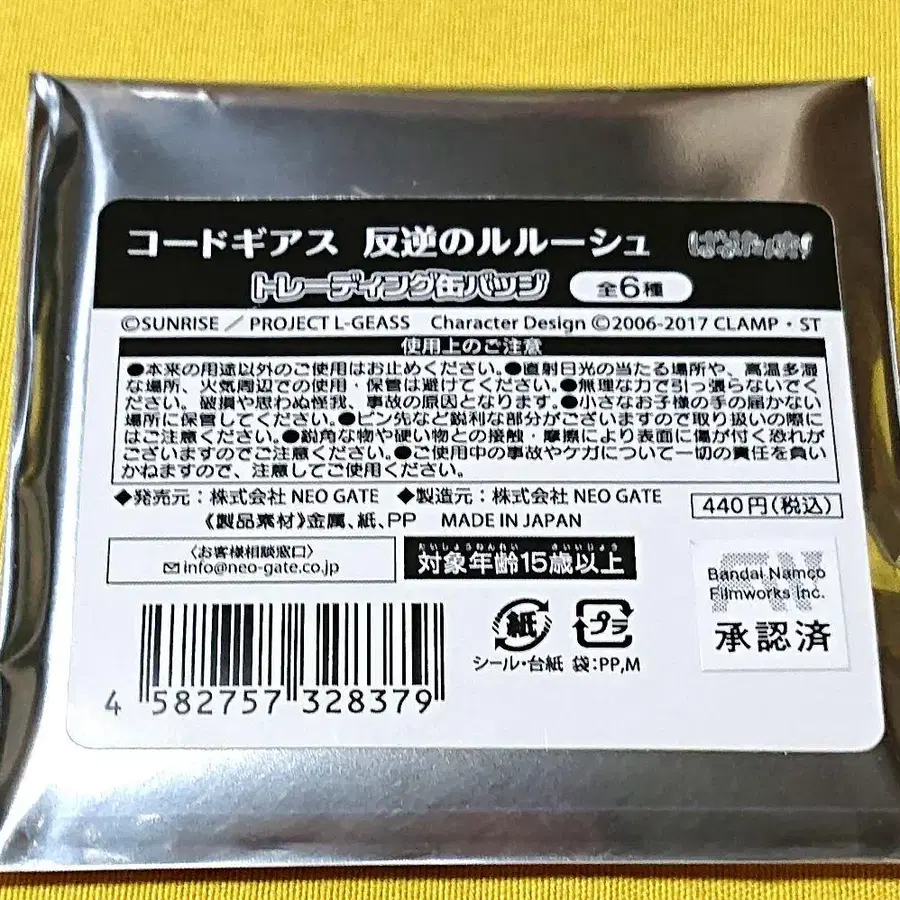 コードギアス 反逆のルルーシュ
トレーディング缶バッジ 全6種
©SUNRISE／PROJECT L-GEASS Character Design ©2006-2017 CLAMP・ST
使用上のご注意
●本来の用途以外のご使用はお止めください。●直射日光の当たる場所や、高温多湿
な場所、火気周辺での使用・保管は避けてください。●無理な力で引っ張らないでく
ださい、破損や思わぬ怪我、事故の原因となります。●小さなお子様の手の届かない
場所に保管してください。●ピン先など鋭利な部分がございますので取り扱いの際に
はご注意ください。●鋭角な物や硬い物との接触・摩擦により表面に傷が付く恐れが
ございますのでご注意ください。●ご使用中の事故やケガについて一切の責任を負い
かねますので、注意してご使用ください。
◆発売元：株式会社 NEO GATE ◆製造元：株式会社 NEO GATE
440円(税込)
《製品素材》金属、紙、PP MADE IN JAPAN
〈お客様相談窓口〉
info@neo-gate.co.jp
たいしょうねんれい さいいじょう
対象年齢15歳以上
Bandai Namco
Filmworks Inc.
承認済
紙 プラ
シール・台紙 袋：PP,M
4 582757 328379